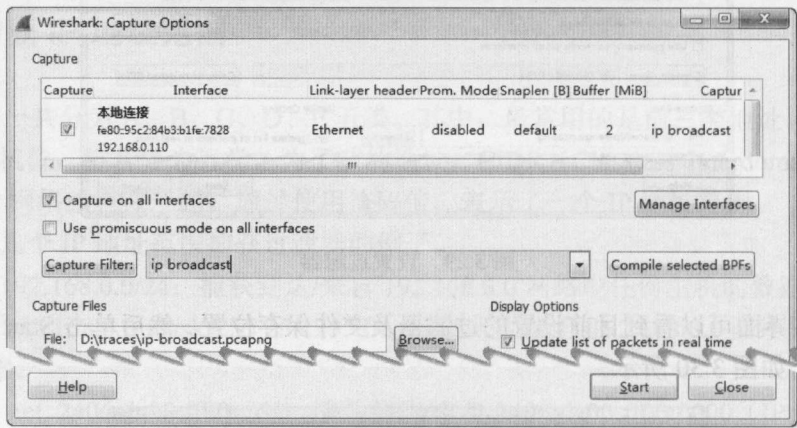 Wireshark: Capture Options
Capture
Capture Interface Link-layer header Prom. Mode Snaplen [B] Buffer [MiB] Captur
本地连接
fe80::95c2:84b3:b1fe:7828
192.168.0.110
Ethernet disabled default 2 ip broadcast
Capture on all interfaces
Manage Interfaces
Use promiscuous mode on all interfaces
Capture Filter: ip broadcast
Compile selected BPFs
Capture Files
Display Options
File: D:\traces\ip-broadcast.pcapng
Browse...
Update list of packets in real time
Help
Start
Close